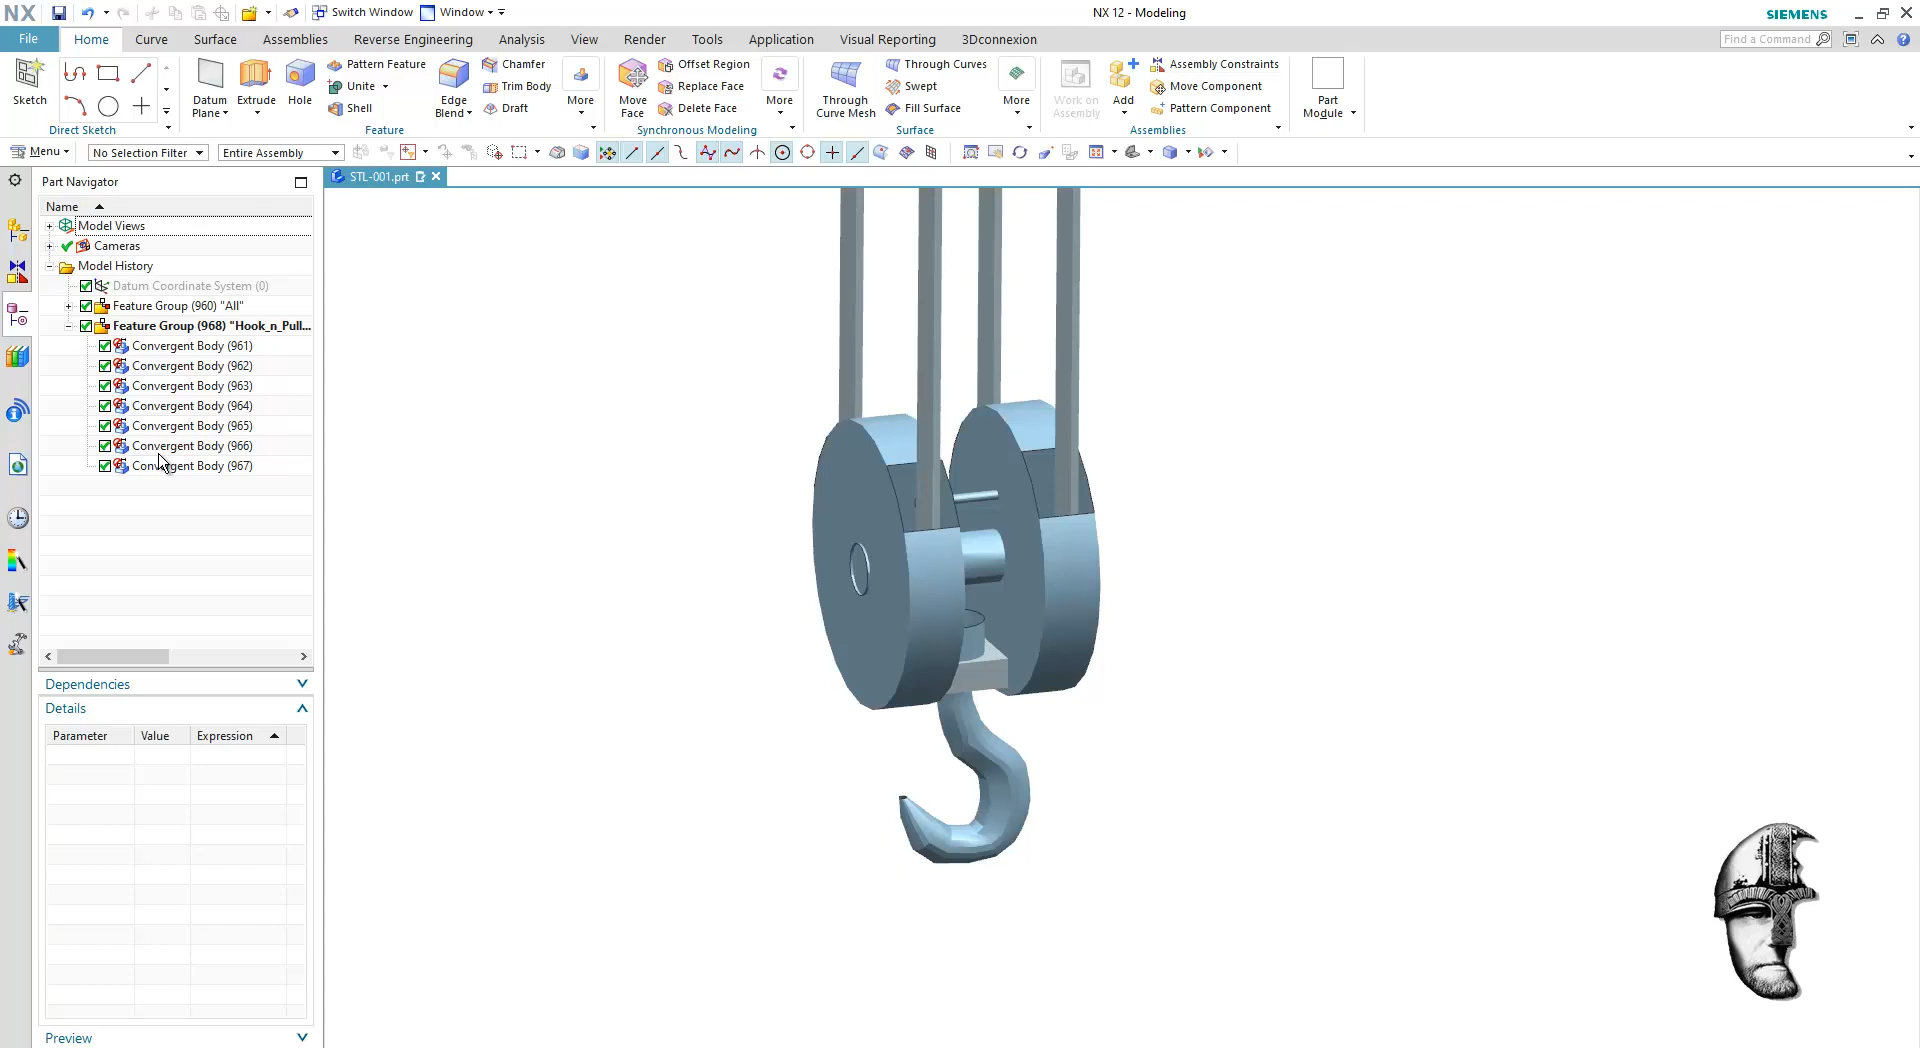 NX
Switch Window
Window
NX 12 - Modeling
SIEMENS
File
Home
Curve
Surface
Assemblies
Reverse Engineering
Analysis
View
Render
Tools
Application
Visual Reporting
3Dconnexion
Find a Command
Sketch
Direct Sketch
Datum
Plane
Extrude
Hole
Pattern Feature
Unite
Shell
Edge
Blend
Chamfer
Trim Body
Draft
More
Feature
Move
Face
Offset Region
Replace Face
Delete Face
More
Synchronous Modeling
Through
Curve Mesh
Through Curves
Swept
Fill Surface
More
Surface
Work on
Assembly
Add
Assembly Constraints
Move Component
Pattern Component
Assemblies
Part
Module
Menu
No Selection Filter
Entire Assembly
Part Navigator
STL-001.prt
Name
Model Views
Cameras
Model History
Datum Coordinate System (0)
Feature Group (960) "All"
Feature Group (968) "Hook_n_Pull...
Convergent Body (961)
Convergent Body (962)
Convergent Body (963)
Convergent Body (964)
Convergent Body (965)
Convergent Body (966)
Convergent Body (967)
Dependencies
Details
Parameter
Value
Expression
Preview